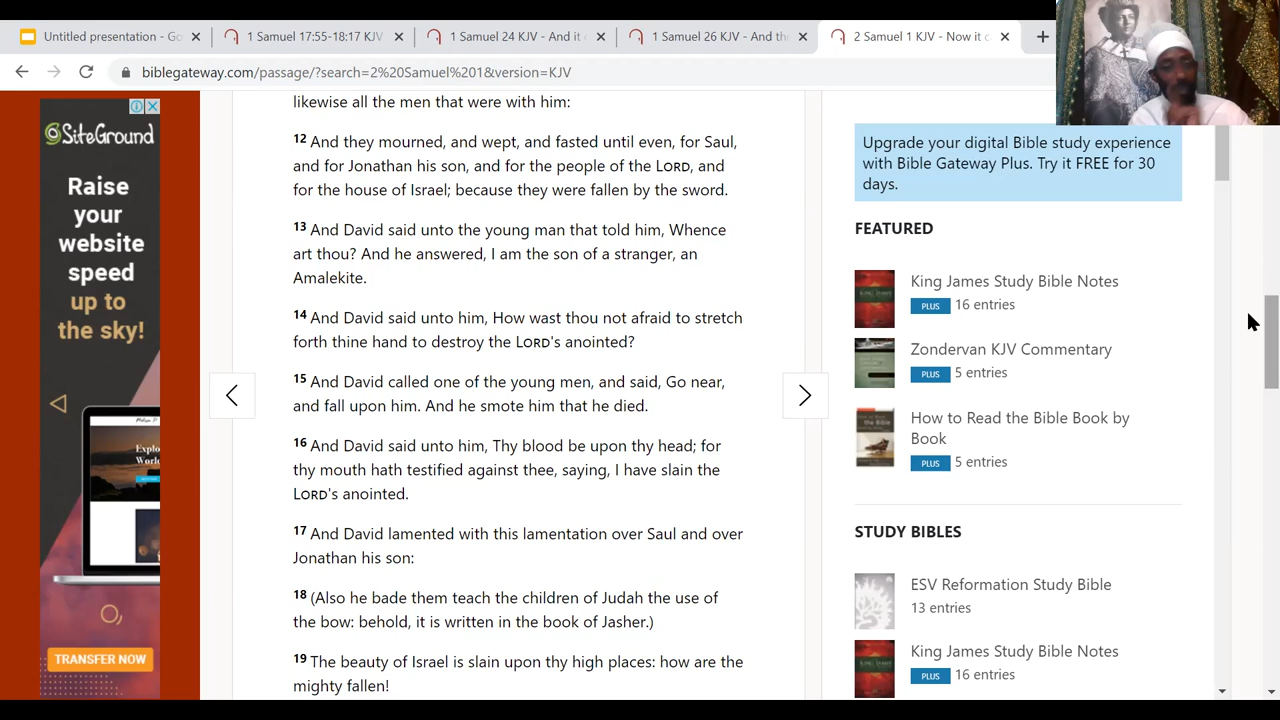 Untitled presentation - Go
1 Samuel 17:55-18:17 KJV
1 Samuel 24 KJV - And it
1 Samuel 26 KJV - And th
2 Samuel 1 KJV - Now it c
biblegateway.com/passage/?search=2%20Samuel%201&version=KJV
SiteGround
Raise
your
website
speed
up to
the sky!
TRANSFER NOW
likewise all the men that were with him:
12 And they mourned, and wept, and fasted until even, for Saul,
and for Jonathan his son, and for the people of the LORD, and
for the house of Israel; because they were fallen by the sword.
13 And David said unto the young man that told him, Whence
art thou? And he answered, I am the son of a stranger, an
Amalekite.
14 And David said unto him, How wast thou not afraid to stretch
forth thine hand to destroy the LORD's anointed?
15 And David called one of the young men, and said, Go near,
and fall upon him. And he smote him that he died.
16 And David said unto him, Thy blood be upon thy head; for
thy mouth hath testified against thee, saying, I have slain the
LORD's anointed.
17 And David lamented with this lamentation over Saul and over
Jonathan his son:
18 (Also he bade them teach the children of Judah the use of
the bow: behold, it is written in the book of Jasher.)
19 The beauty of Israel is slain upon thy high places: how are the
mighty fallen!
Upgrade your digital Bible study experience
with Bible Gateway Plus. Try it FREE for 30
days.
FEATURED
King James Study Bible Notes
PLUS 16 entries
Zondervan KJV Commentary
PLUS 5 entries
How to Read the Bible Book by
Book
PLUS 5 entries
STUDY BIBLES
ESV Reformation Study Bible
13 entries
King James Study Bible Notes
PLUS 16 entries